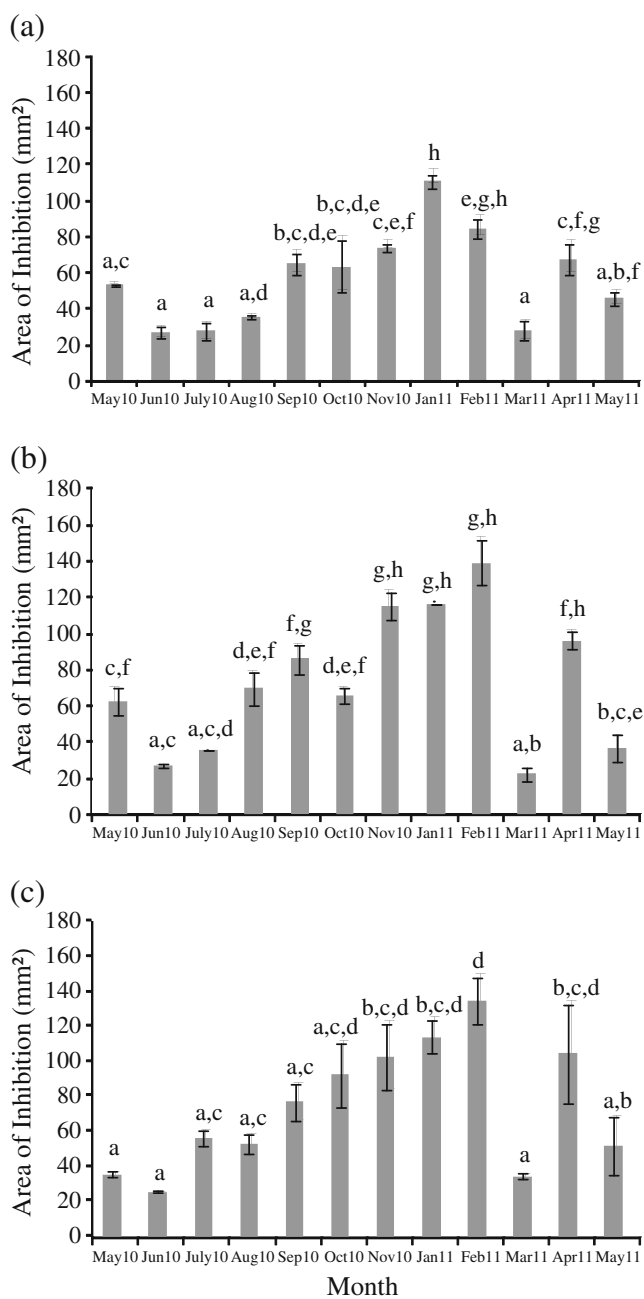 (a)
180
160
140
120
100
80
60
40
20
0
Area of Inhibition (mm²)
a,c
a
a
a,d
b,c,d,e
b,c,d,e
c,e,f
h
e,g,h
a
c,f,g
a,b,f
May10 Jun10 July10 Aug10 Sep10 Oct10 Nov10 Jan11 Feb11 Mar11 Apr11 May11
(b)
180
160
140
120
100
80
60
40
20
0
Area of Inhibition (mm²)
c,f
a,c
a,c,d
d,e,f
f,g
d,e,f
g,h
g,h
g,h
a,b
f,h
b,c,e
May10 Jun10 July10 Aug10 Sep10 Oct10 Nov10 Jan11 Feb11 Mar11 Apr11 May11
(c)
180
160
140
120
100
80
60
40
20
0
Area of Inhibition (mm²)
a
a
a,c
a,c
a,c
a,c,d
b,c,d
b,c,d
d
a
b,c,d
a,b
May10 Jun10 July10 Aug10 Sep10 Oct10 Nov10 Jan11 Feb11 Mar11 Apr11 May11
Month